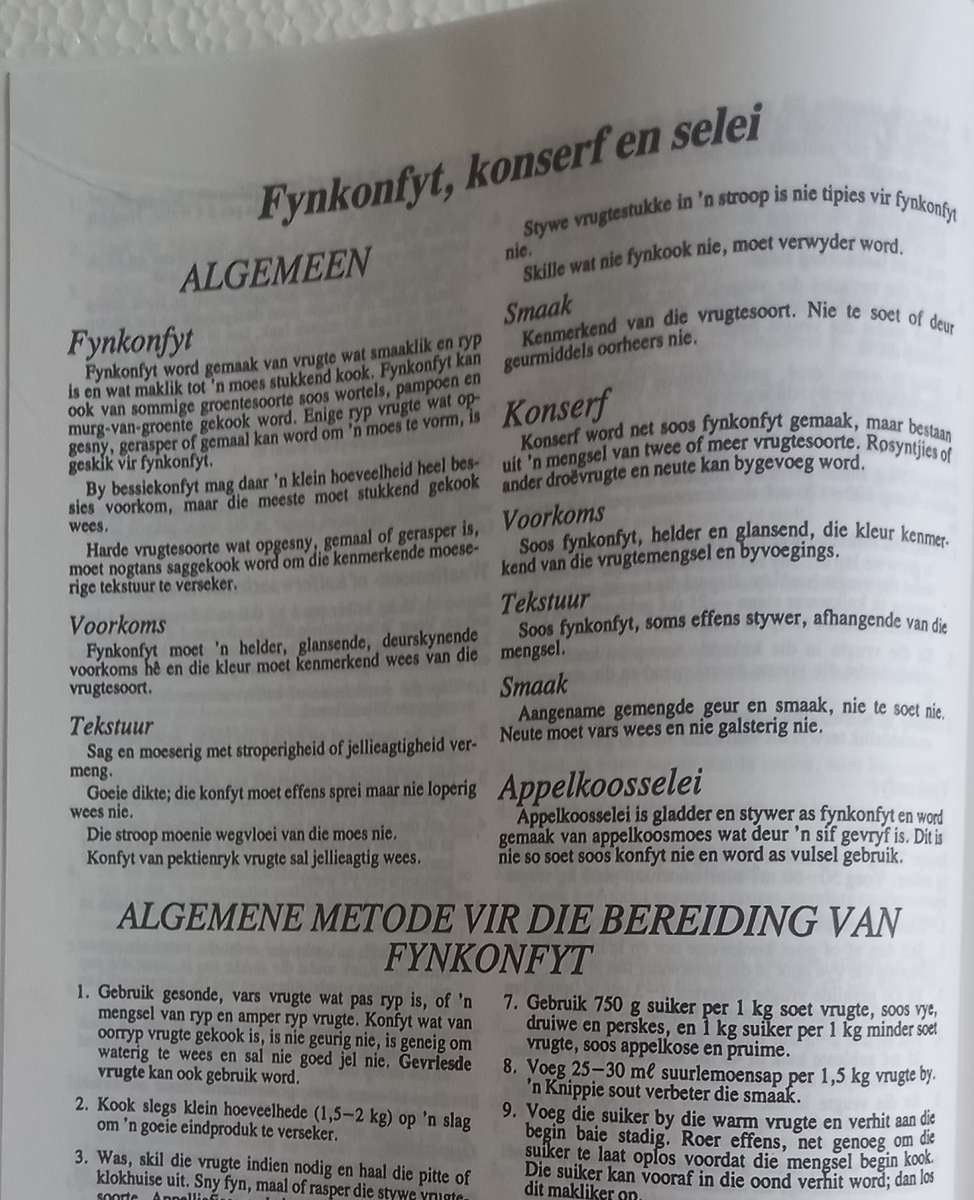 Fynkonfyt, konserf en selei
ALGEMEEN
Fynkonfyt
Fynkonfyt word gemaak van vrugte wat smaaklik en ryp
is en wat maklik tot 'n moes stukkend kook. Fynkonfyt kan
ook van sommige groentesoorte soos wortels, pampoen en
murg-van-groente gekook word. Enige ryp vrugte wat op-
gesny, gerasper of gemaal kan word om 'n moes te vorm, is
geskik vir fynkonfyt.
By bessiekonfyt mag daar 'n klein hoeveelheid heel bes-
sies voorkom, maar die meeste moet stukkend gekook
wees.
Harde vrugtesoorte wat opgesny, gemaal of gerasper is,
moet nogtans saggekook word om die kenmerkende moese-
rige tekstuur te verseker.
Voorkoms
Fynkonfyt moet 'n helder, glansende, deurskynende
voorkoms hê en die kleur moet kenmerkend wees van die
vrugtesoort.
Tekstuur
Sag en moeserig met stroperigheid of jellieagtigheid ver-
meng.
Goeie dikte; die konfyt moet effens sprei maar nie loperig
wees nie.
Die stroop moenie wegvloei van die moes nie.
Konfyt van pektienryk vrugte sal jellieagtig wees.
Stywe vrugtestukke in 'n stroop is nie tipies vir fynkonfyt
nie.
Skille wat nie fynkook nie, moet verwyder word.
Smaak
Kenmerkend van die vrugtesoort. Nie te soet of deur
geurmiddels oorheers nie.
Konserf
Konserf word net soos fynkonfyt gemaak, maar bestaan
uit 'n mengsel van twee of meer vrugtesoorte. Rosyntjies of
ander droëvrugte en neute kan bygevoeg word.
Voorkoms
Soos fynkonfyt, helder en glansend, die kleur kenmer-
kend van die vrugtemengsel en byvoegings.
Tekstuur
Soos fynkonfyt, soms effens stywer, afhangende van die
mengsel.
Smaak
Aangename gemengde geur en smaak, nie te soet nie.
Neute moet vars wees en nie galsterig nie.
Appelkoosselei
Appelkoosselei is gladder en stywer as fynkonfyt en word
gemaak van appelkoosmoes wat deur 'n sif gevryf is. Dit is
nie so soet soos konfyt nie en word as vulsel gebruik.
ALGEMENE METODE VIR DIE BEREIDING VAN
FYNKONFYT
1. Gebruik gesonde, vars vrugte wat pas ryp is, of 'n
mengsel van ryp en amper ryp vrugte. Konfyt wat van
oorryp vrugte gekook is, is nie geurig nie, is geneig om
waterig te wees en sal nie goed jel nie. Gevriesde
vrugte kan ook gebruik word.
2. Kook slegs klein hoeveelhede (1,5–2 kg) op 'n slag
om 'n goeie eindproduk te verseker.
3. Was, skil die vrugte indien nodig en haal die pitte of
klokhuise uit. Sny fyn, maal of rasper die stywe vrugte-
soorte.
7. Gebruik 750 g suiker per 1 kg soet vrugte, soos vye,
druiwe en perskes, en 1 kg suiker per 1 kg minder soet
vrugte, soos appelkose en pruime.
8. Voeg 25–30 mℓ suurlemoensap per 1,5 kg vrugte by.
'n Knippie sout verbeter die smaak.
9. Voeg die suiker by die warm vrugte en verhit aan die
begin baie stadig. Roer effens, net genoeg om die
suiker te laat oplos voordat die mengsel begin kook.
Die suiker kan vooraf in die oond verhit word; dan los
dit makliker op.